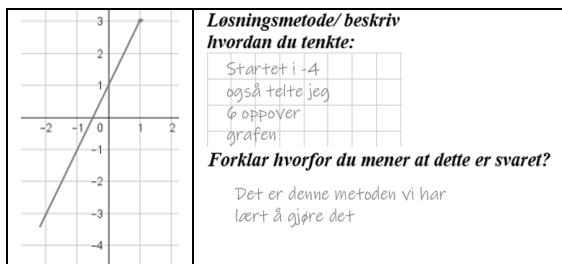 3
2
1
-2 -1 0 1 2
-1
-2
-3
-4
Løsningsmetode/ beskriv
hvordan du tenkte:
Startet i -4
også telte jeg
6 oppover
grafen
Forklar hvorfor du mener at dette er svaret?
Det er denne metoden vi har
lært å gjøre det